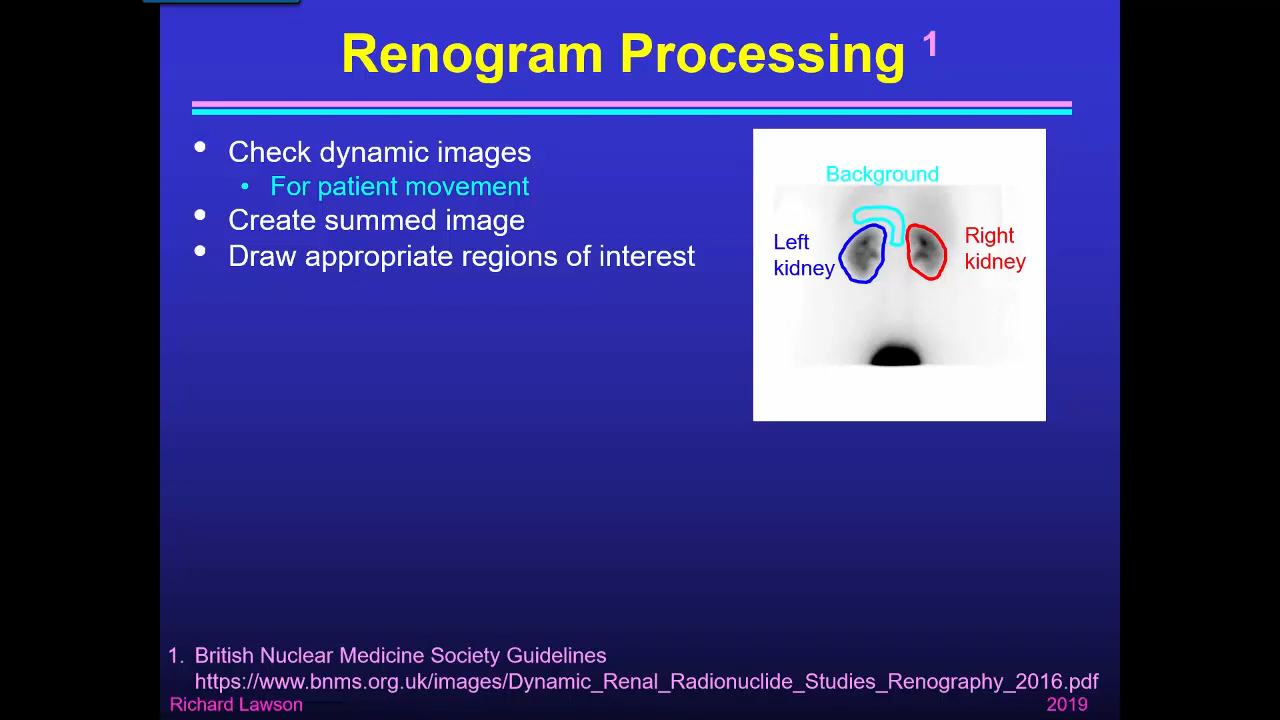 Renogram Processing 1
• Check dynamic images
• For patient movement
• Create summed image
• Draw appropriate regions of interest
Background
Left
kidney
Right
kidney
1. British Nuclear Medicine Society Guidelines
https://www.bnms.org.uk/images/Dynamic_Renal_Radionuclide_Studies_Renography_2016.pdf
Richard Lawson
2019